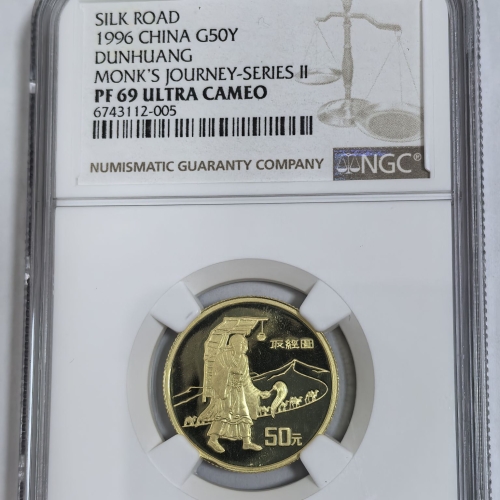 SILK ROAD
1996 CHINA G50Y
DUNHUANG
MONK'S JOURNEY-SERIES II
PF 69 ULTRA CAMEO
6743112-005
NUMISMATIC GUARANTY COMPANY
NGC®
取經圖
50元